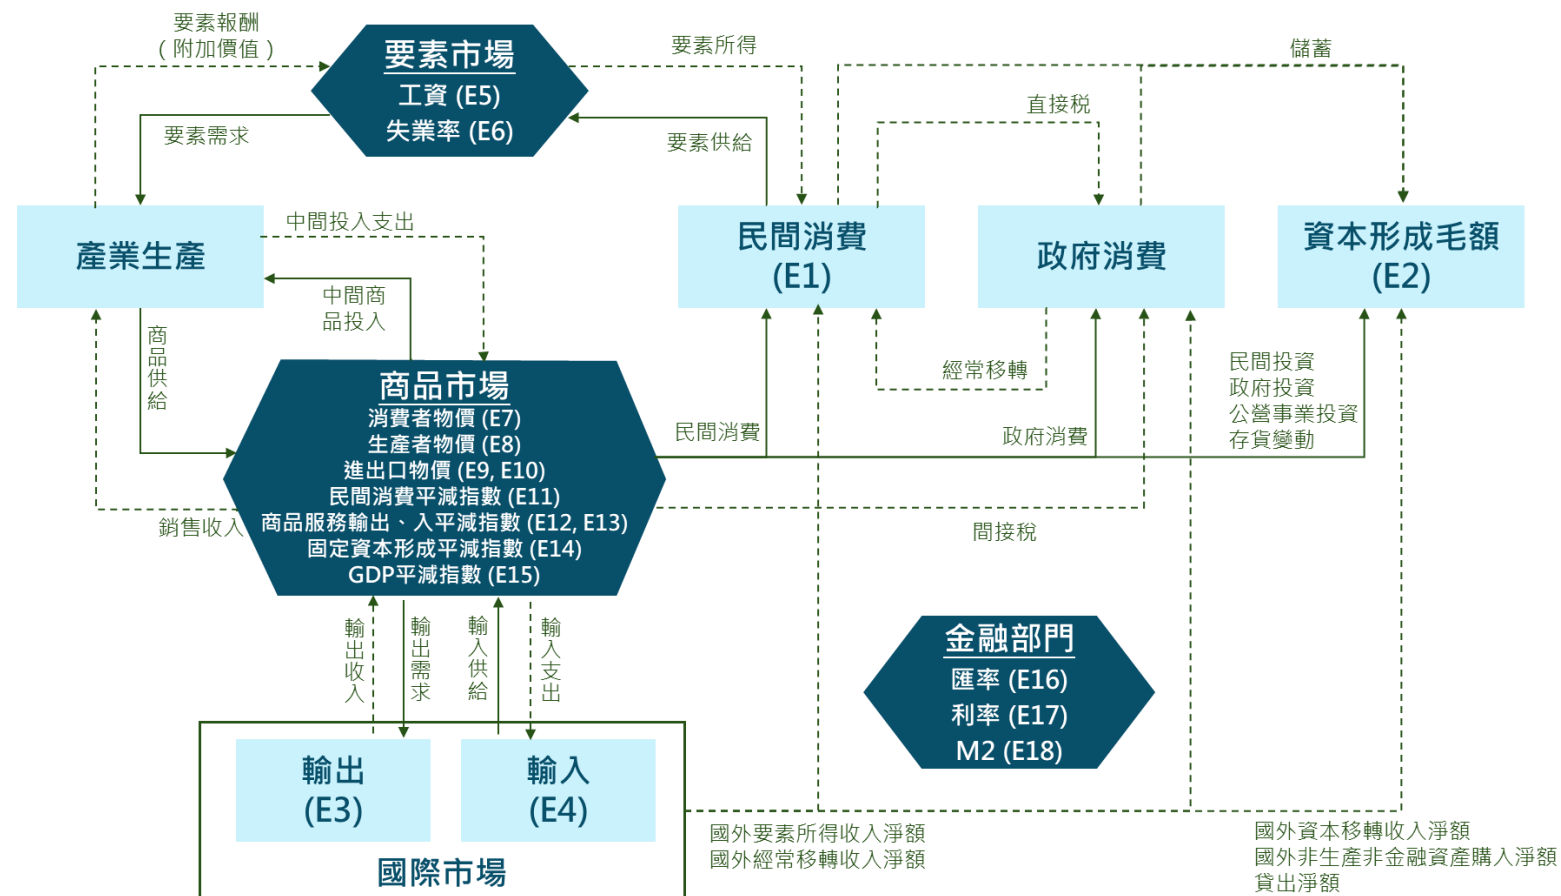 要素報酬
(附加價值)
要素市場
工資 (E5)
失業率 (E6)
要素所得
儲蓄
直接税
要素需求
要素供給
產業生產
中間投入支出
民間消費
(E1)
政府消費
資本形成毛額
(E2)
中間商
品投入
商品供給
經常移轉
民間投資
政府投資
公營事業投資
存貨變動
商品市場
消費者物價 (E7)
生產者物價 (E8)
進出口物價 (E9, E10)
民間消費平減指數 (E11)
商品服務輸出、入平減指數 (E12, E13)
固定資本形成平減指數 (E14)
GDP平減指數 (E15)
民間消費
政府消費
銷售收入
間接稅
輸出收入
輸出需求
輸入供給
輸入支出
金融部門
匯率 (E16)
利率 (E17)
M2 (E18)
輸出
(E3)
輸入
(E4)
國際市場
國外要素所得收入淨額
國外經常移轉收入淨額
國外資本移轉收入淨額
國外非生產非金融資產購入淨額
貸出淨額